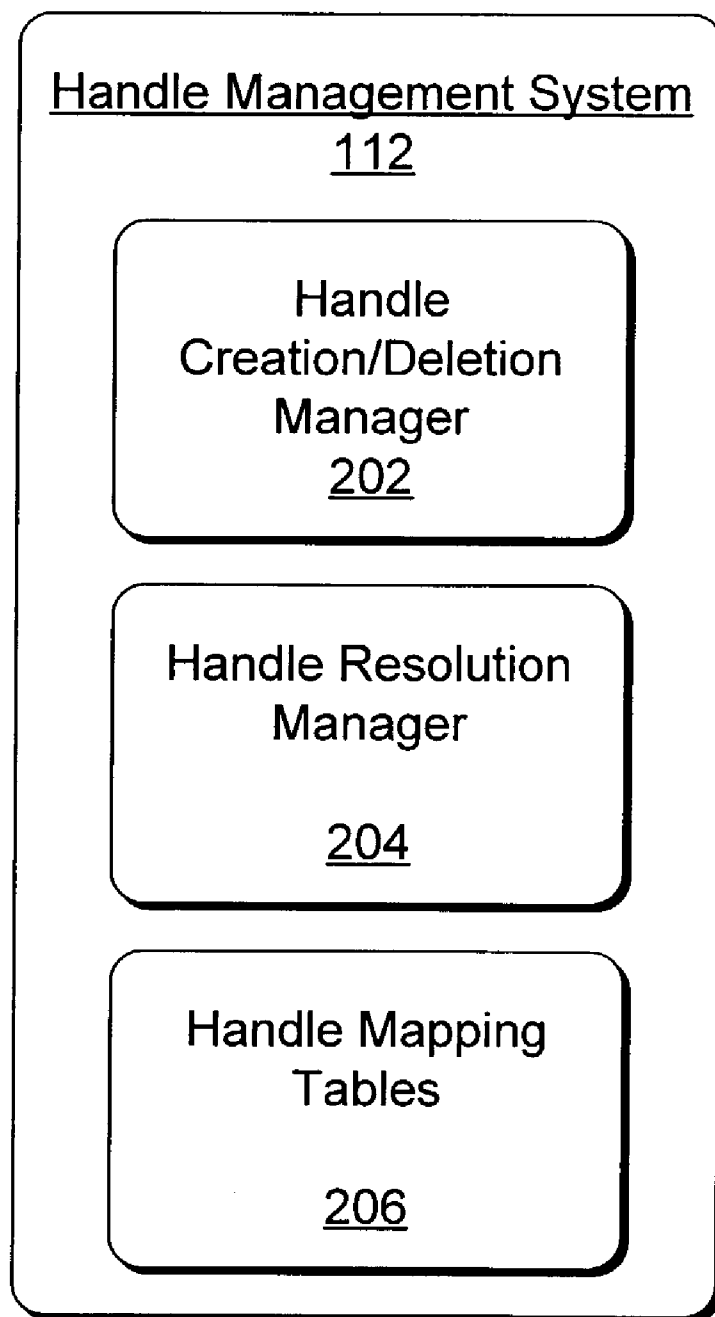 Handle Management System
112
Handle
Creation/Deletion
Manager
202
Handle Resolution
Manager
204
Handle Mapping
Tables
206